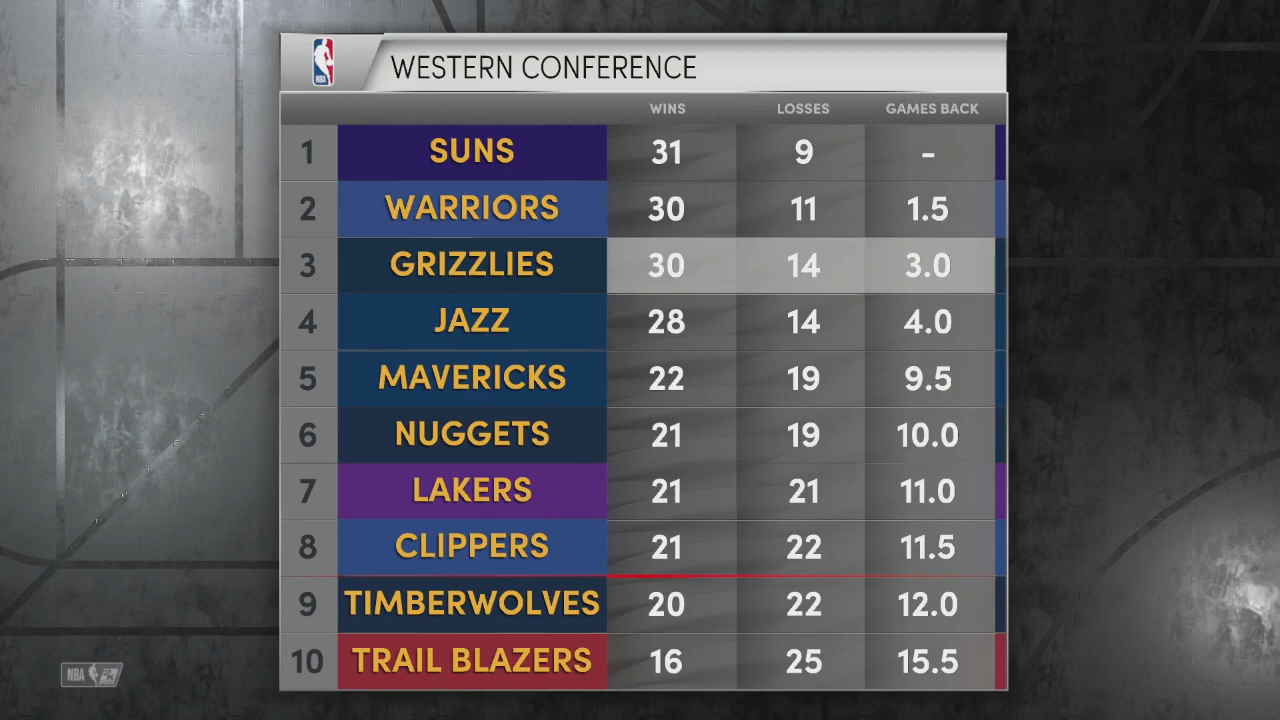 NBA
WESTERN CONFERENCE
WINS LOSSES GAMES BACK
1 SUNS 31 9 -
2 WARRIORS 30 11 1.5
3 GRIZZLIES 30 14 3.0
4 JAZZ 28 14 4.0
5 MAVERICKS 22 19 9.5
6 NUGGETS 21 19 10.0
7 LAKERS 21 21 11.0
8 CLIPPERS 21 22 11.5
9 TIMBERWOLVES 20 22 12.0
10 TRAIL BLAZERS 16 25 15.5
NBA 2K